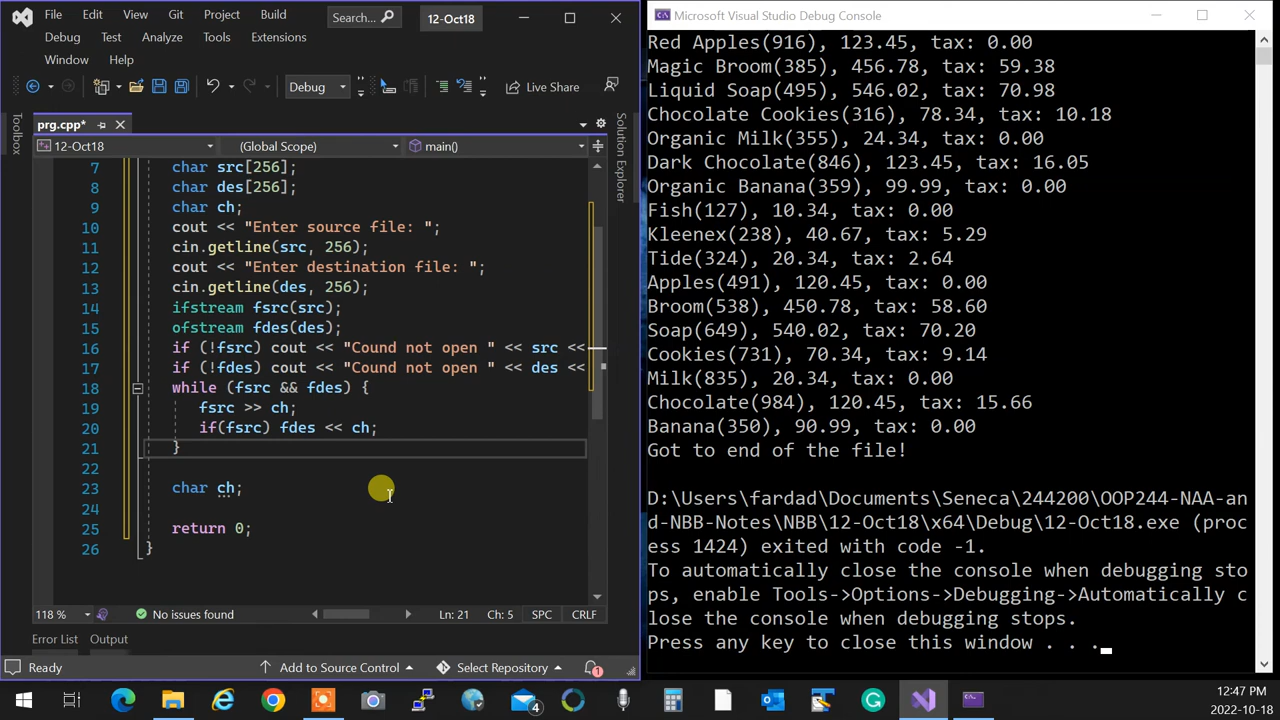 File Edit View Git Project Build Search... 12-Oct18
Debug Test Analyze Tools Extensions
Window Help
Debug Live Share
prg.cpp*
12-Oct18 (Global Scope) main()
Toolbox
Solution Explorer
7 char src[256];
8 char des[256];
9 char ch;
10 cout << "Enter source file: ";
11 cin.getline(src, 256);
12 cout << "Enter destination file: ";
13 cin.getline(des, 256);
14 ifstream fsrc(src);
15 ofstream fdes(des);
16 if (!fsrc) cout << "Cound not open " << src <<
17 if (!fdes) cout << "Cound not open " << des <<
18 while (fsrc && fdes) {
19 fsrc >> ch;
20 if(fsrc) fdes << ch;
21 }
22
23 char ch;
24
25 return 0;
26 }
118 % No issues found Ln: 21 Ch: 5 SPC CRLF
Error List Output
Ready Add to Source Control Select Repository 1
Microsoft Visual Studio Debug Console
Red Apples(916), 123.45, tax: 0.00
Magic Broom(385), 456.78, tax: 59.38
Liquid Soap(495), 546.02, tax: 70.98
Chocolate Cookies(316), 78.34, tax: 10.18
Organic Milk(355), 24.34, tax: 0.00
Dark Chocolate(846), 123.45, tax: 16.05
Organic Banana(359), 99.99, tax: 0.00
Fish(127), 10.34, tax: 0.00
Kleenex(238), 40.67, tax: 5.29
Tide(324), 20.34, tax: 2.64
Apples(491), 120.45, tax: 0.00
Broom(538), 450.78, tax: 58.60
Soap(649), 540.02, tax: 70.20
Cookies(731), 70.34, tax: 9.14
Milk(835), 20.34, tax: 0.00
Chocolate(984), 120.45, tax: 15.66
Banana(350), 90.99, tax: 0.00
Got to end of the file!
D:\Users\fardad\Documents\Seneca\244200\OOP244-NAA-an
d-NBB-Notes\NBB\12-Oct18\x64\Debug\12-Oct18.exe (proc
ess 1424) exited with code -1.
To automatically close the console when debugging sto
ps, enable Tools->Options->Debugging->Automatically c
lose the console when debugging stops.
Press any key to close this window . . .
4
12:47 PM
2022-10-18